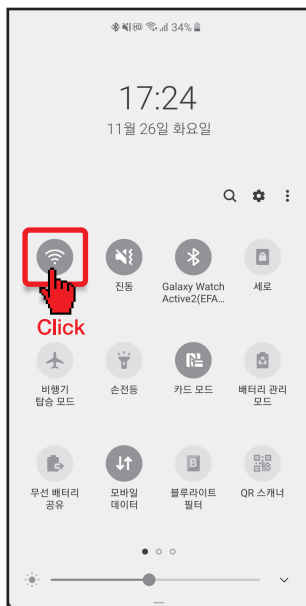 34%
17:24
11월 26일 화요일
Click
진동
Galaxy Watch
Active2(EFA...
세로
비행기
탑승 모드
손전등
카드 모드
배터리 관리
모드
무선 배터리
공유
모바일
데이터
블루라이트
필터
QR 스캐너